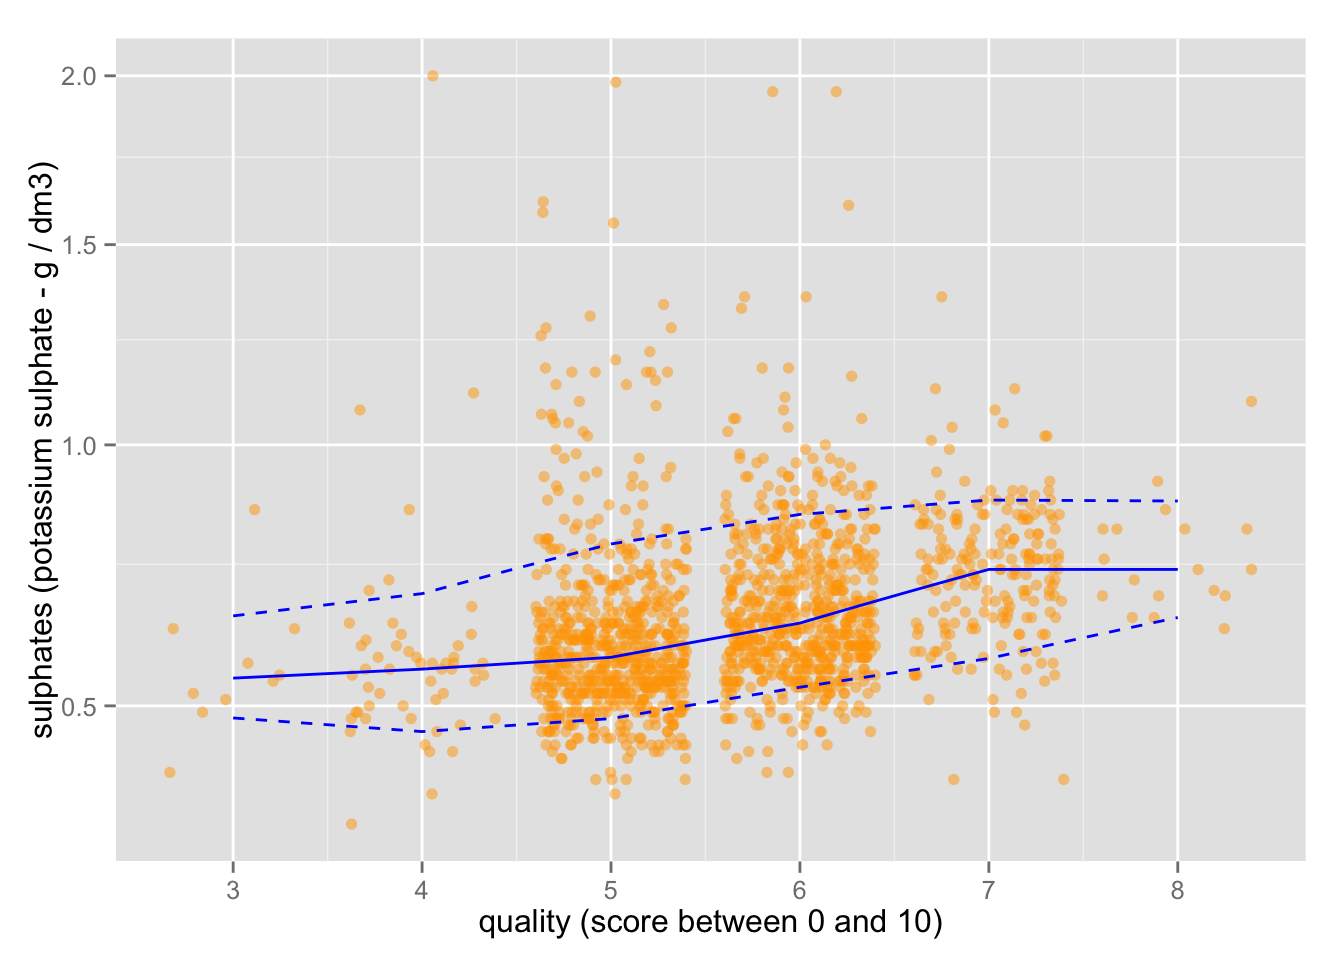 sulphates (potassium sulphate - g / dm3)
2.0
1.5
1.0
0.5
3 4 5 6 7 8
quality (score between 0 and 10)